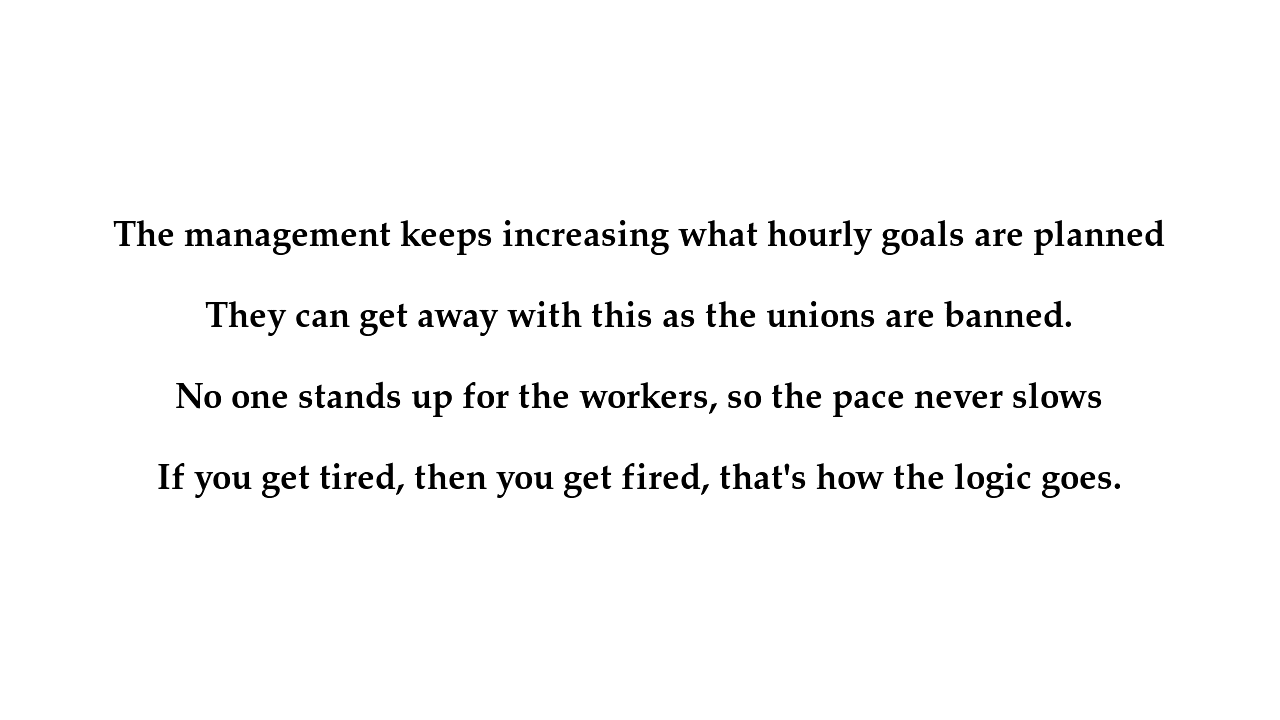 The management keeps increasing what hourly goals are planned
They can get away with this as the unions are banned.
No one stands up for the workers, so the pace never slows
If you get tired, then you get fired, that's how the logic goes.